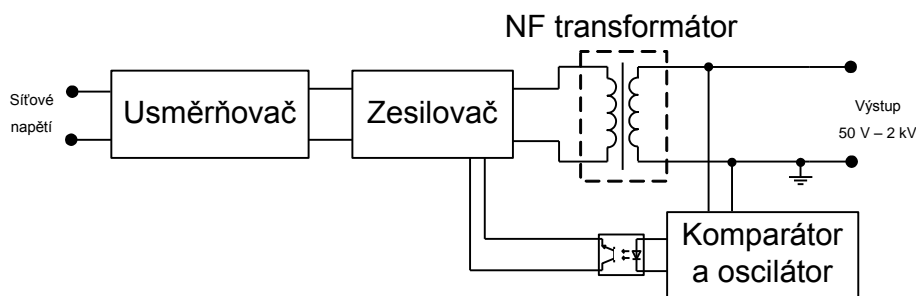 NF transformátor
Síťové
napětí
Usměrňovač
Zesilovač
Výstup
50 V – 2 kV
Komparátor
a oscilátor